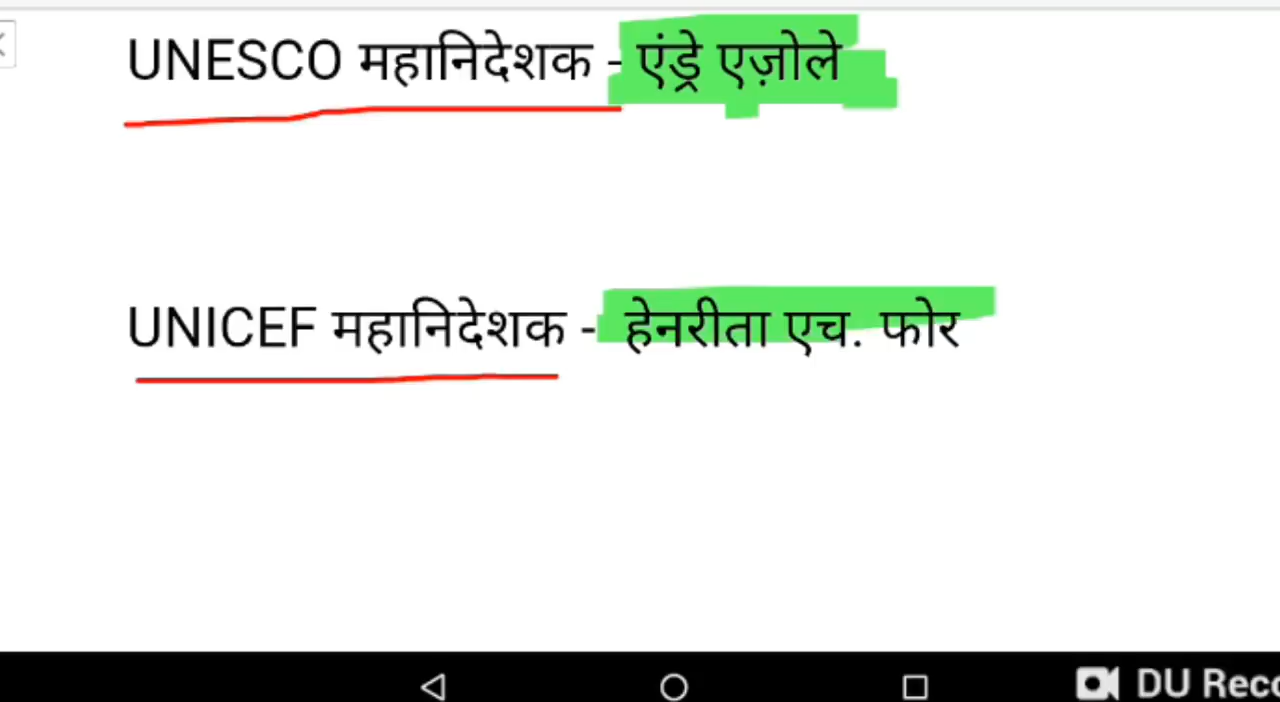 UNESCO महानिदेशक - एंड्रे एज़ोले
UNICEF महानिदेशक - हेनरीता एच. फोर
DU Reco